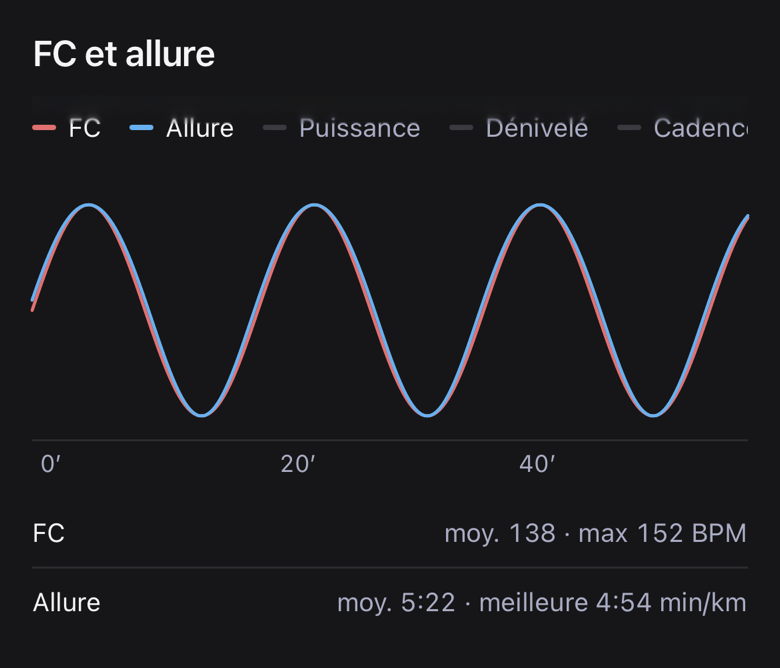 FC et allure
FC Allure Puissance Dénivelé Cadenc
0′ 20′ 40′
FC moy. 138 · max 152 BPM
Allure moy. 5:22 · meilleure 4:54 min/km